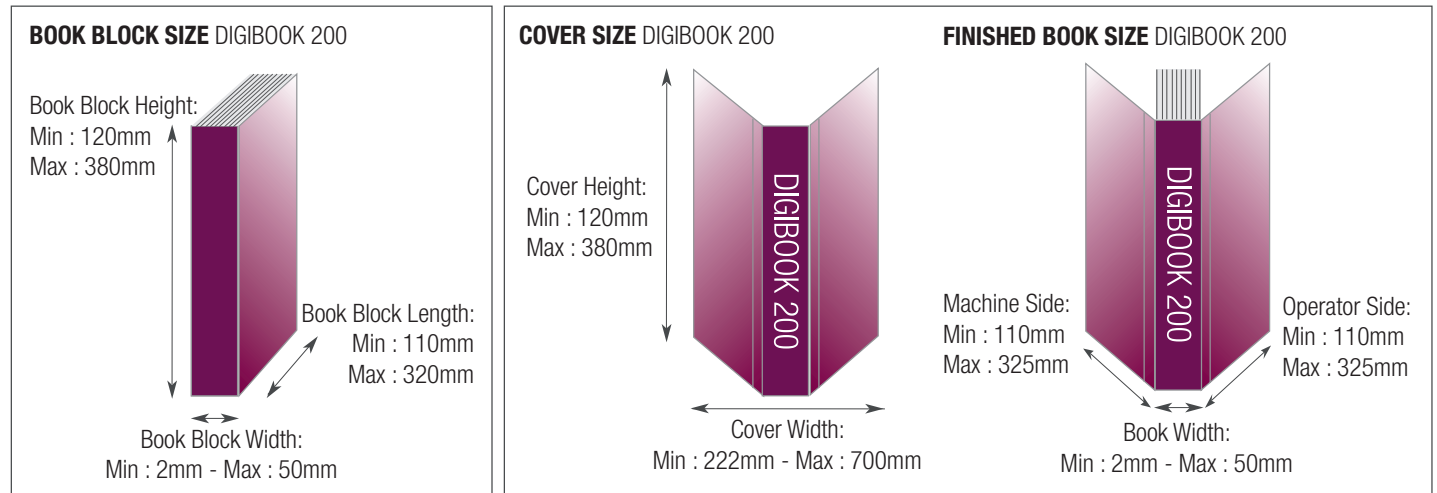 BOOK BLOCK SIZE DIGIBOOK 200
Book Block Height:
Min : 120mm
Max : 380mm
Book Block Length:
Min : 110mm
Max : 320mm
Book Block Width:
Min : 2mm - Max : 50mm
COVER SIZE DIGIBOOK 200
Cover Height:
Min : 120mm
Max : 380mm
DIGIBOOK 200
Cover Width:
Min : 222mm - Max : 700mm
FINISHED BOOK SIZE DIGIBOOK 200
DIGIBOOK 200
Machine Side:
Min : 110mm
Max : 325mm
Operator Side:
Min : 110mm
Max : 325mm
Book Width:
Min : 2mm - Max : 50mm